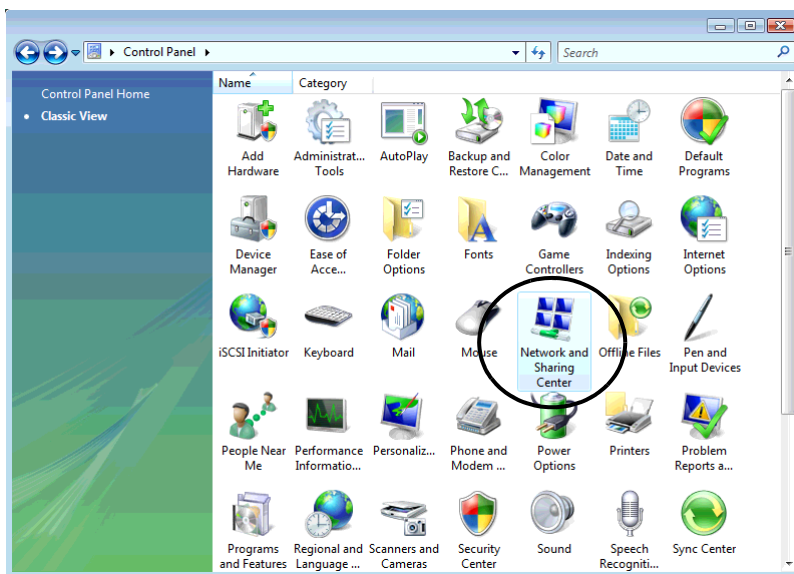 Control Panel
Search
Control Panel Home
Classic View
Name Category
Add Hardware
Administrat... Tools
AutoPlay
Backup and Restore C...
Color Management
Date and Time
Default Programs
Device Manager
Ease of Acce...
Folder Options
Fonts
Game Controllers
Indexing Options
Internet Options
iSCSI Initiator
Keyboard
Mail
Mouse
Network and Sharing Center
Offline Files
Pen and Input Devices
People Near Me
Performance Informatio...
Personaliz...
Phone and Modem ...
Power Options
Printers
Problem Reports a...
Programs and Features
Regional and Language ...
Scanners and Cameras
Security Center
Sound
Speech Recogniti...
Sync Center